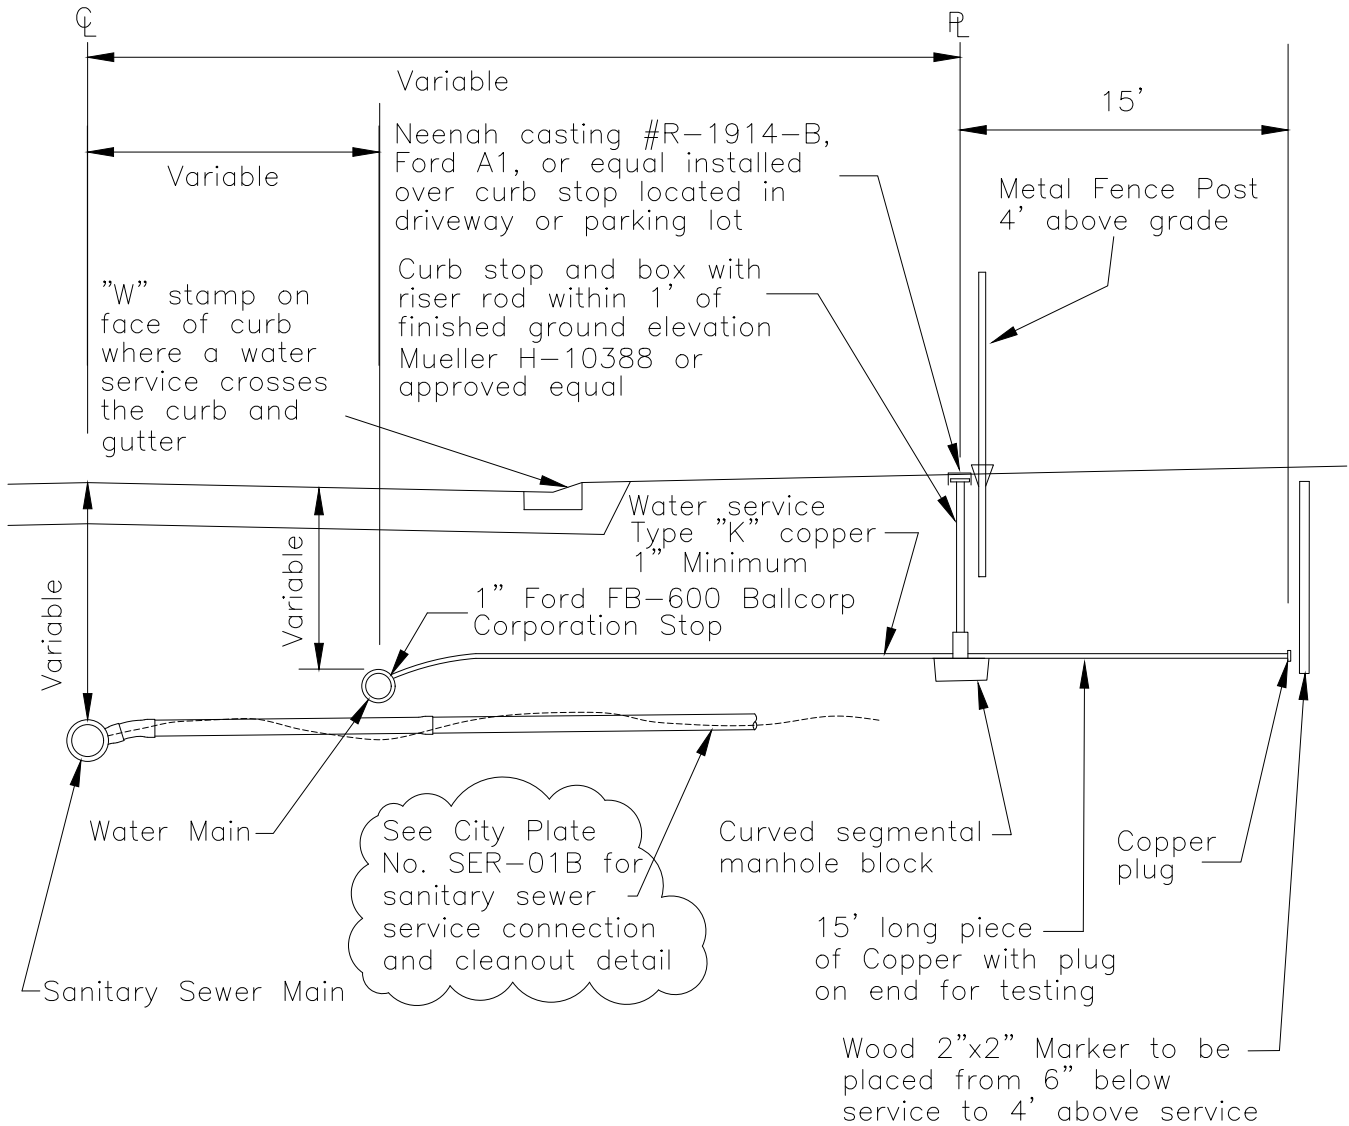 CL
PL
Variable
15'
Variable
Neenah casting #R-1914-B,
Ford A1, or equal installed
over curb stop located in
driveway or parking lot
Metal Fence Post
4' above grade
Curb stop and box with
riser rod within 1' of
finished ground elevation
Mueller H-10388 or
approved equal
"W" stamp on
face of curb
where a water
service crosses
the curb and
gutter
Water service
Type "K" copper
1" Minimum
Variable
Variable
1" Ford FB-600 Ballcorp
Corporation Stop
Water Main
See City Plate
No. SER-01B for
sanitary sewer
service connection
and cleanout detail
Curved segmental
manhole block
Copper
plug
15' long piece
of Copper with plug
on end for testing
Sanitary Sewer Main
Wood 2"x2" Marker to be
placed from 6" below
service to 4' above service